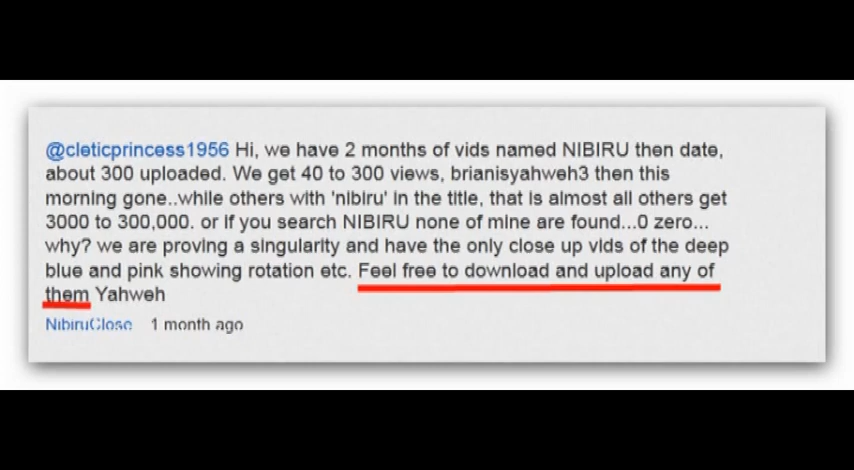 @cleticprincess1956 Hi, we have 2 months of vids named NIBIRU then date,
about 300 uploaded. We get 40 to 300 views, brianisyahweh3 then this
morning gone..while others with 'nibiru' in the title, that is almost all others get
3000 to 300,000. or if you search NIBIRU none of mine are found...0 zero...
why? we are proving a singularity and have the only close up vids of the deep
blue and pink showing rotation etc. Feel free to download and upload any of
them Yahweh
NibiruClose 1 month ago